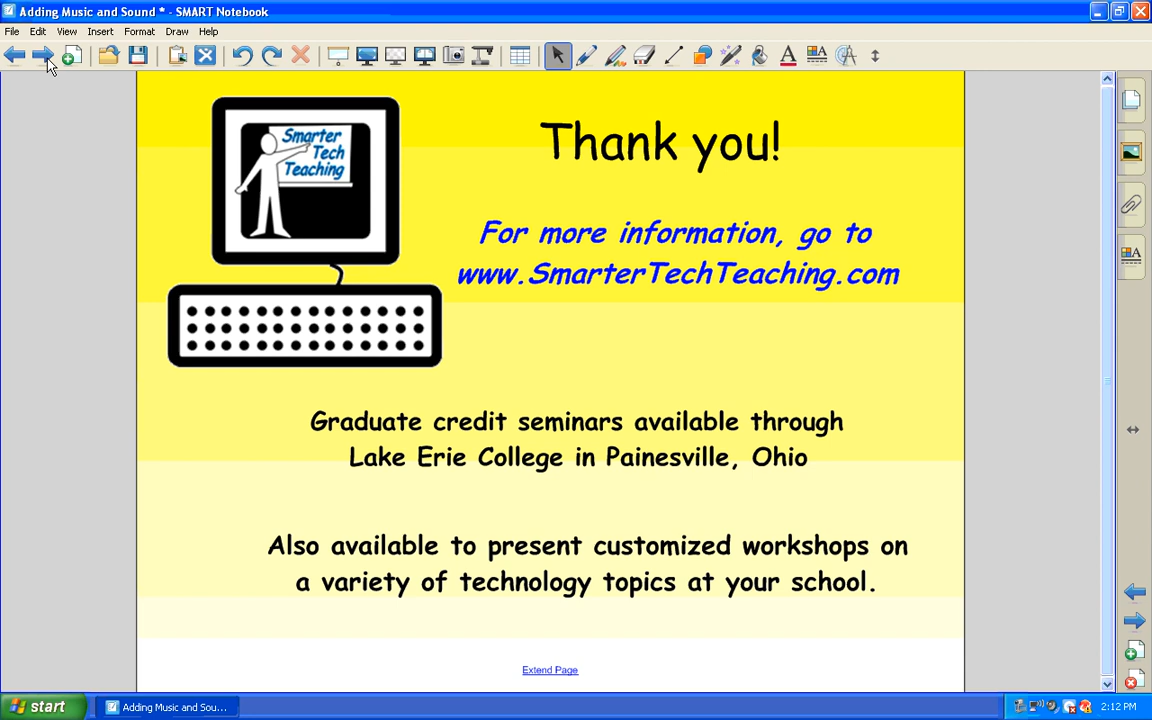 Adding Music and Sound * - SMART Notebook
File Edit View Insert Format Draw Help
Smarter
Tech
Teaching
Thank you!
For more information, go to
www.SmarterTechTeaching.com
Graduate credit seminars available through
Lake Erie College in Painesville, Ohio
Also available to present customized workshops on
a variety of technology topics at your school.
Extend Page
start
Adding Music and Sou...
2:12 PM